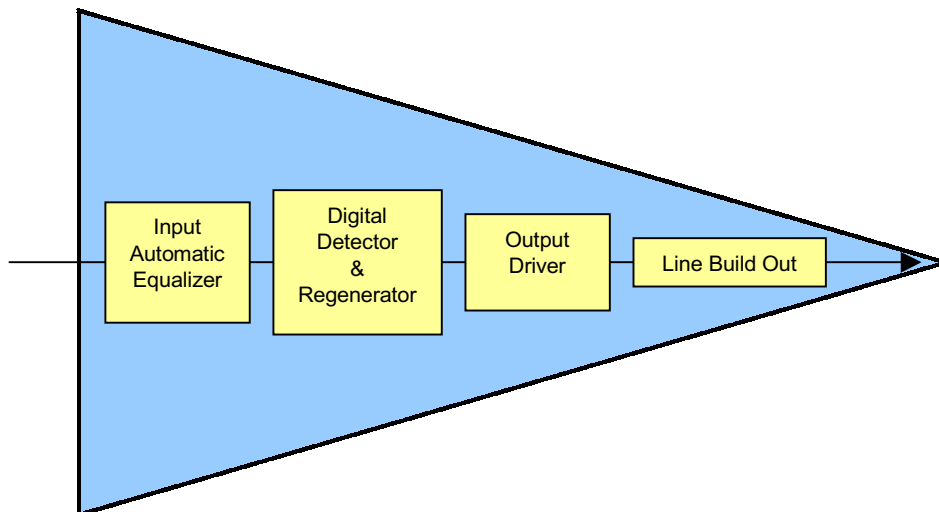 Input
Automatic
Equalizer
Digital
Detector
&
Regenerator
Output
Driver
Line Build Out